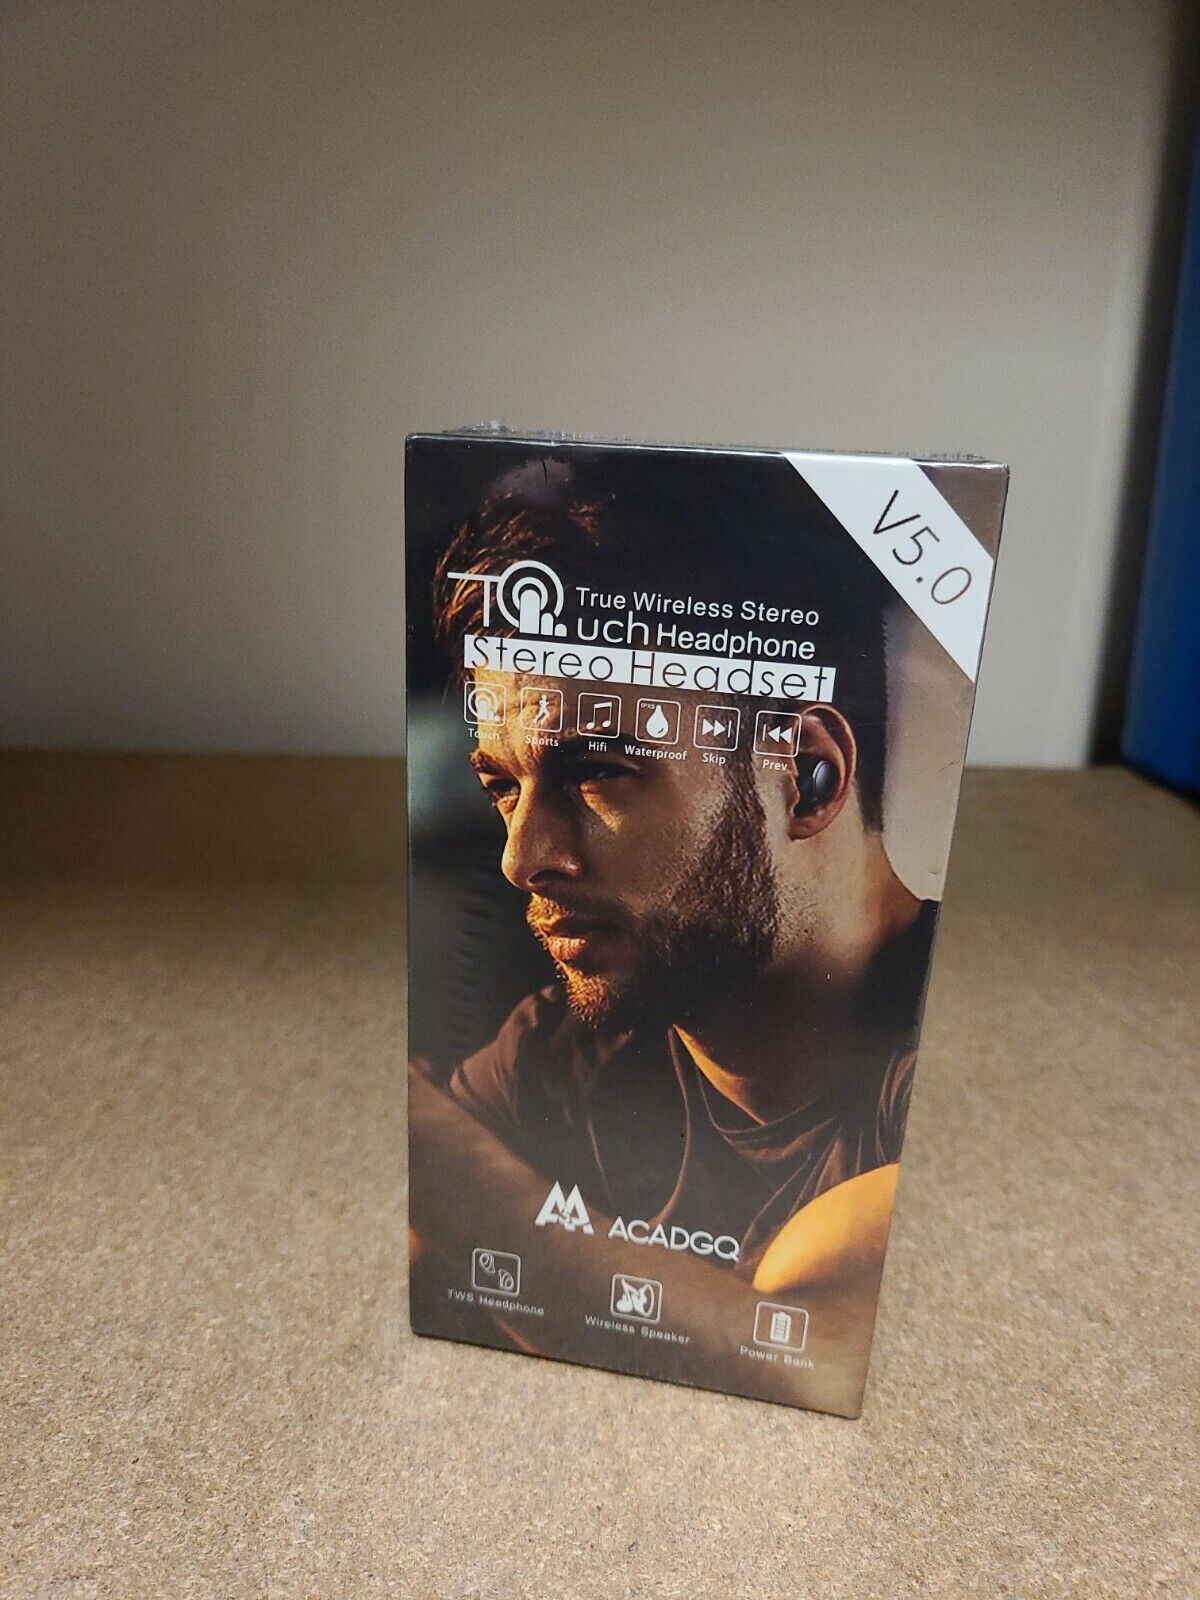 V5.0
True Wireless Stereo
Touch Headphone
Stereo Headset
IPX5
Touch Sports Hifi Waterproof Skip Prev
ACADGQ
TWS Headphone Wireless Speaker Power Bank